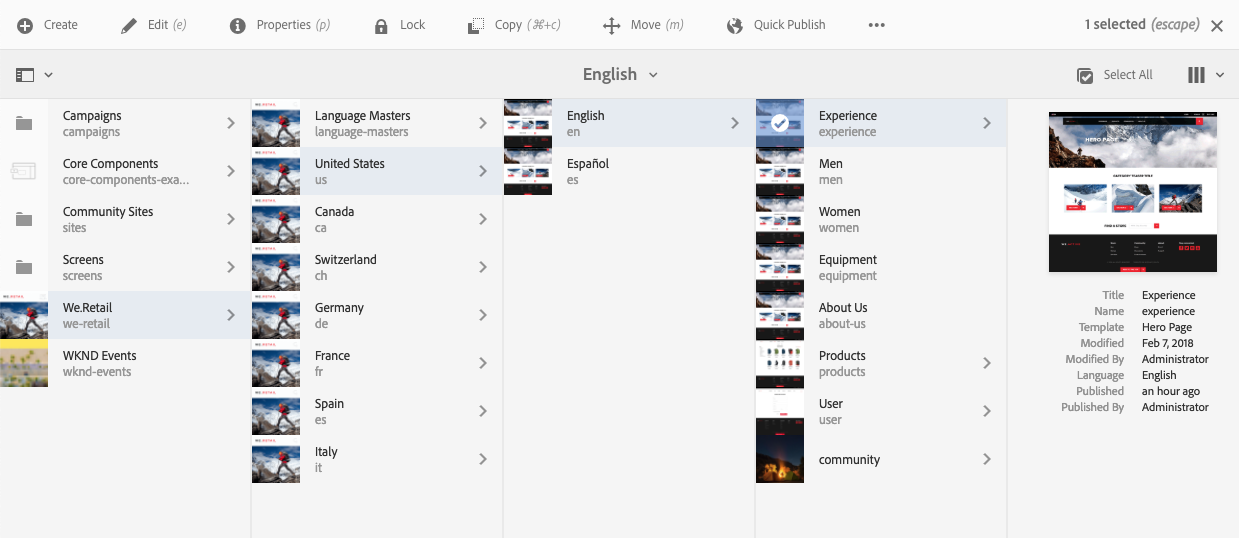 Create
Edit (e)
Properties (p)
Lock
Copy (⌘+c)
Move (m)
Quick Publish
1 selected (escape)
English
Select All
Campaigns
campaigns
Core Components
core-components-exa...
Community Sites
sites
Screens
screens
We.Retail
we-retail
WKND Events
wknd-events
Language Masters
language-masters
United States
us
Canada
ca
Switzerland
ch
Germany
de
France
fr
Spain
es
Italy
it
English
en
Español
es
Experience
experience
Men
men
Women
women
Equipment
equipment
About Us
about-us
Products
products
User
user
community
HERO PAGE
FIND A STORE
Title Experience
Name experience
Template Hero Page
Modified Feb 7, 2018
Modified By Administrator
Language English
Published an hour ago
Published By Administrator